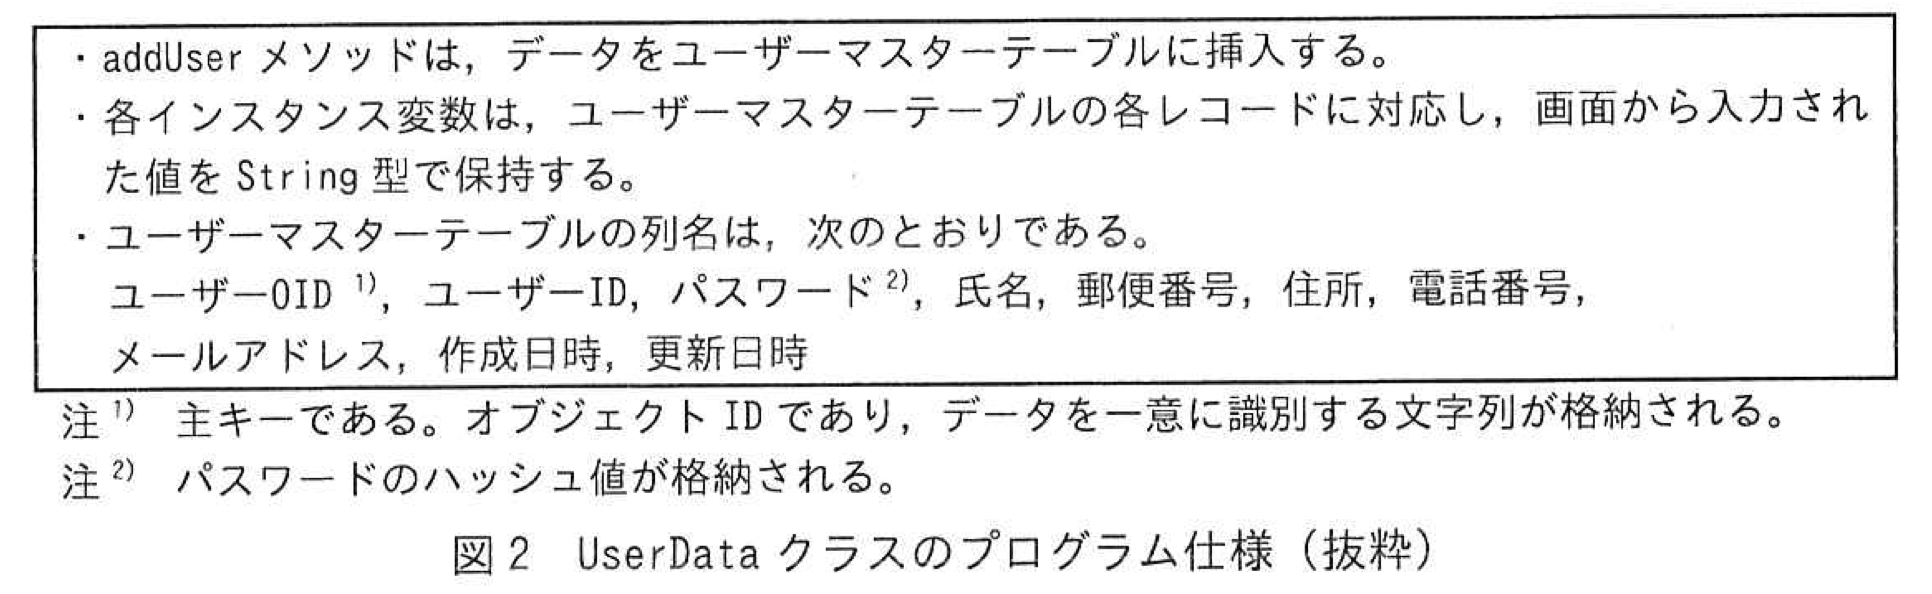 ・addUser メソッドは，データをユーザーマスターテーブルに挿入する。
・各インスタンス変数は，ユーザーマスターテーブルの各レコードに対応し，画面から入力され
た値を String 型で保持する。
・ユーザーマスターテーブルの列名は，次のとおりである。
ユーザーOID 1)，ユーザーID，パスワード 2)，氏名，郵便番号，住所，電話番号，
メールアドレス，作成日時，更新日時
注 1)　主キーである。オブジェクト ID であり，データを一意に識別する文字列が格納される。
注 2)　パスワードのハッシュ値が格納される。
図2　UserData クラスのプログラム仕様（抜粋）